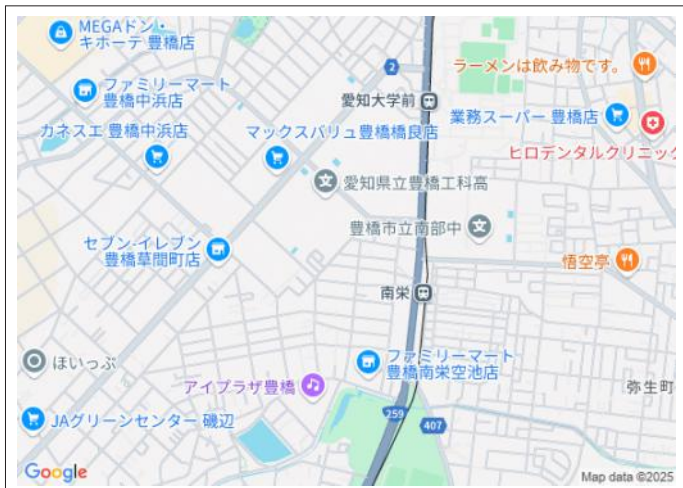 MEGAドン・
キホーテ 豊橋店
2
ラーメンは飲み物です。
ファミリーマート
豊橋中浜店
愛知大学前
業務スーパー 豊橋店
カネスエ 豊橋中浜店
マックスバリュ豊橋橋良店
ヒロデンタルクリニック
愛知県立豊橋工科高
豊橋市立南部中
セブン-イレブン
豊橋草間町店
悟空亭
南栄
ほいっぷ
ファミリーマート
豊橋南栄空池店
アイプラザ豊橋
弥生町
JAグリーンセンター 磯辺
259
407
Google
Map data ©2025